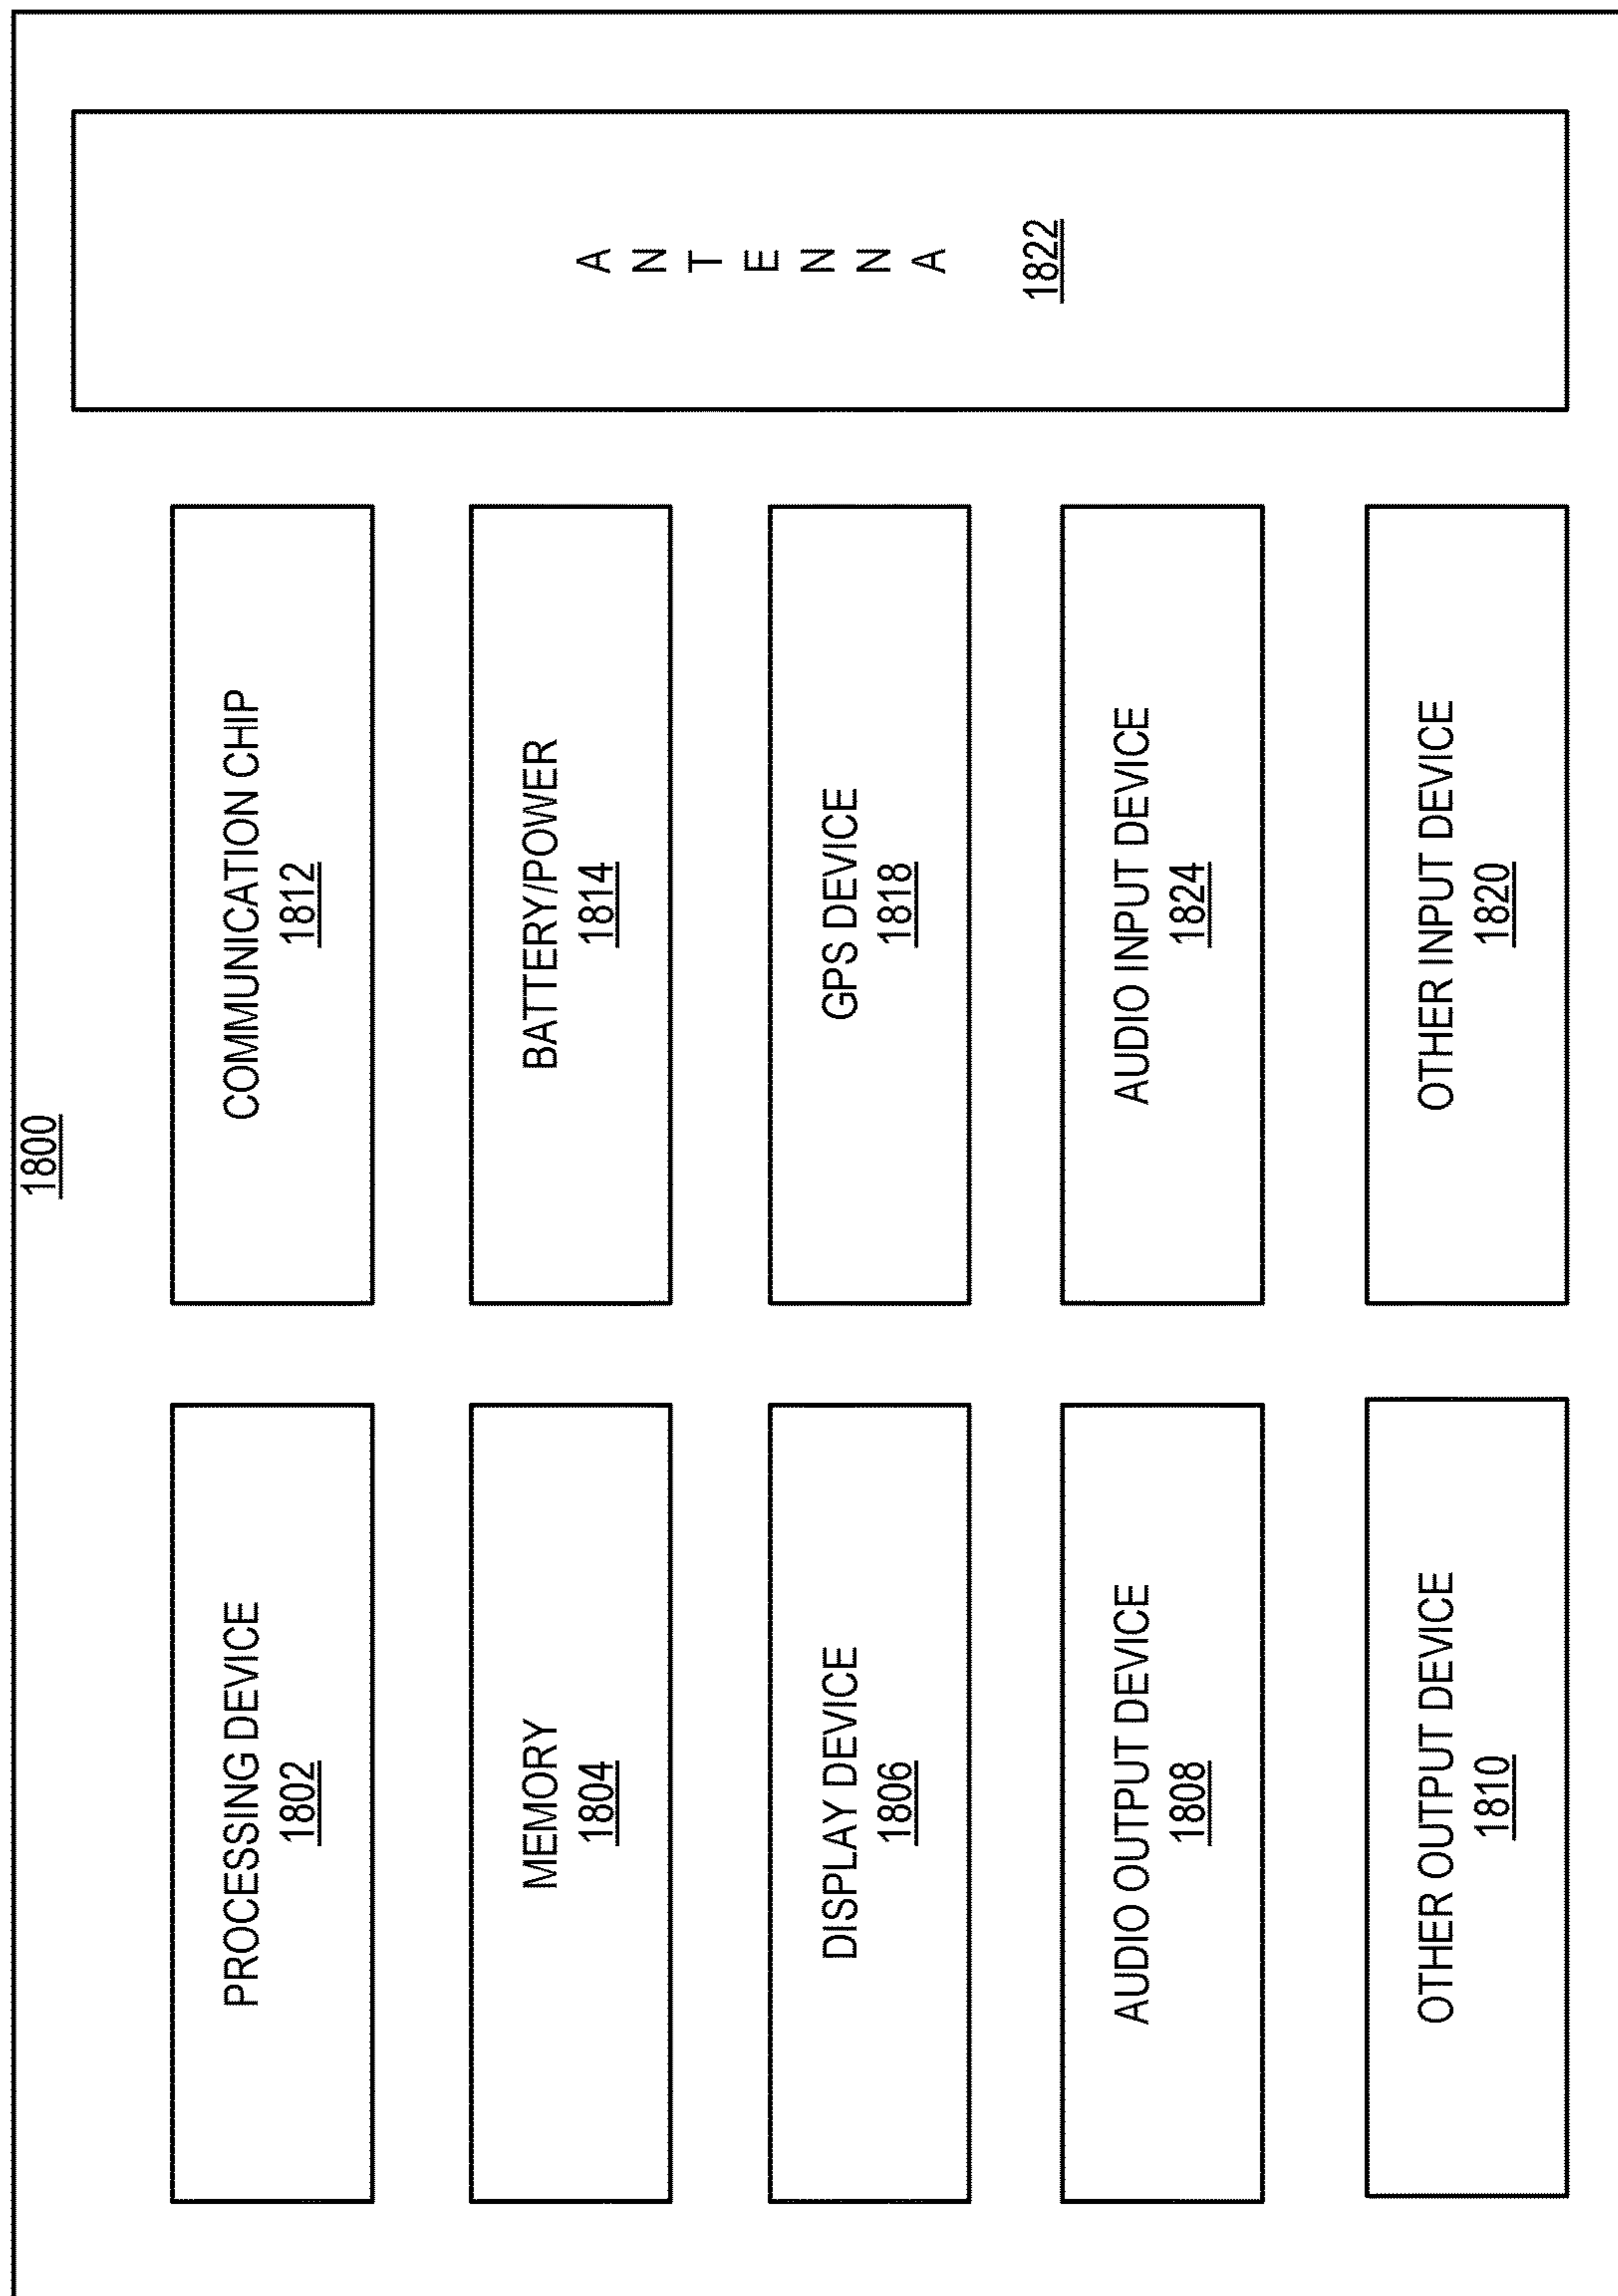 1800
PROCESSING DEVICE
1802
COMMUNICATION CHIP
1812
MEMORY
1804
BATTERY/POWER
1814
DISPLAY DEVICE
1806
GPS DEVICE
1818
AUDIO OUTPUT DEVICE
1808
AUDIO INPUT DEVICE
1824
OTHER OUTPUT DEVICE
1810
OTHER INPUT DEVICE
1820
A
N
T
E
N
N
A
1822